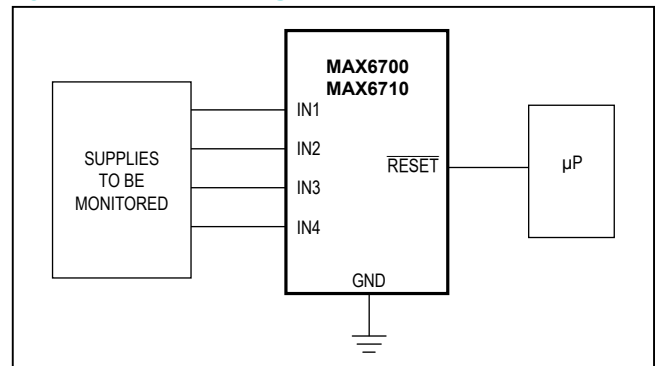 MAX6700
MAX6710
IN1
IN2
IN3
IN4
RESET
GND
SUPPLIES
TO BE
MONITORED
µP